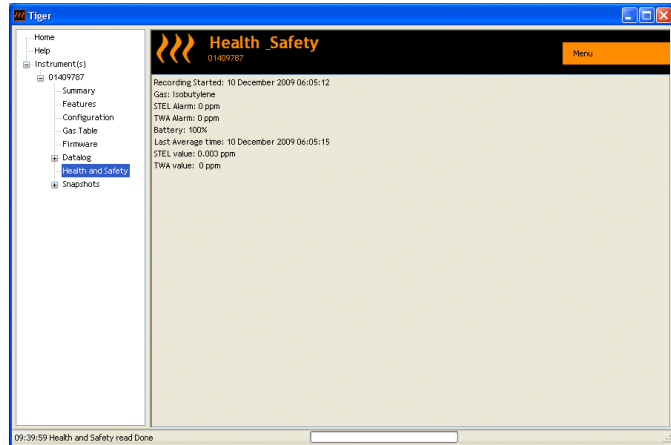 Tiger
Home
Help
Instrument(s)
01409787
Summary
Features
Configuration
Gas Table
Firmware
Datalog
Health and Safety
Snapshots
Health _Safety
01409787
Menu
Recording Started: 10 December 2009 06:05:12
Gas: Isobutylene
STEL Alarm: 0 ppm
TWA Alarm: 0 ppm
Battery: 100%
Last Average time: 10 December 2009 06:05:15
STEL value: 0.003 ppm
TWA value: 0 ppm
09:39:59 Health and Safety read Done